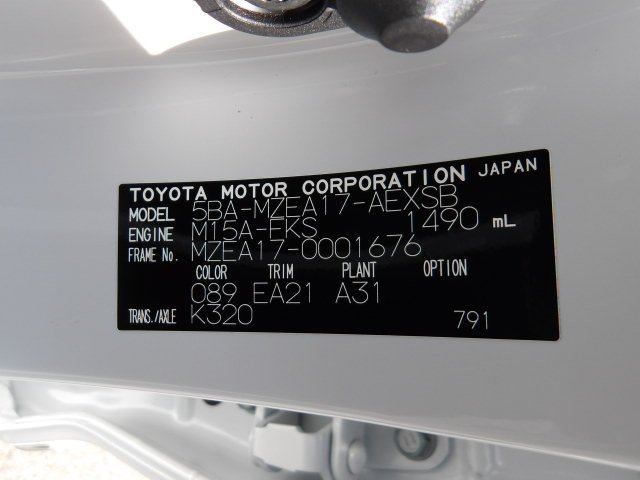 TOYOTA MOTOR CORPORATION JAPAN
MODEL 5BA-MZEA17-AEXSB
ENGINE M15A-FKS 1490 mL
FRAME No. MZEA17-0001676
COLOR TRIM PLANT OPTION
089 EA21 A31
TRANS./AXLE K320 791